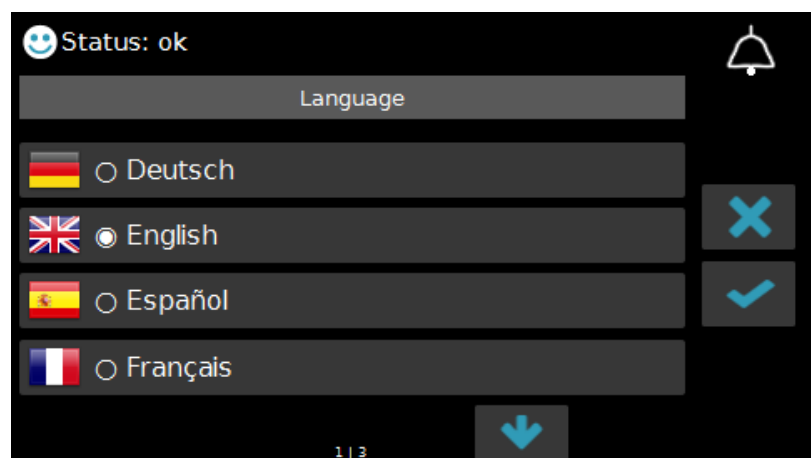 Status: ok
Language
Deutsch
English
Español
Français
1 | 3